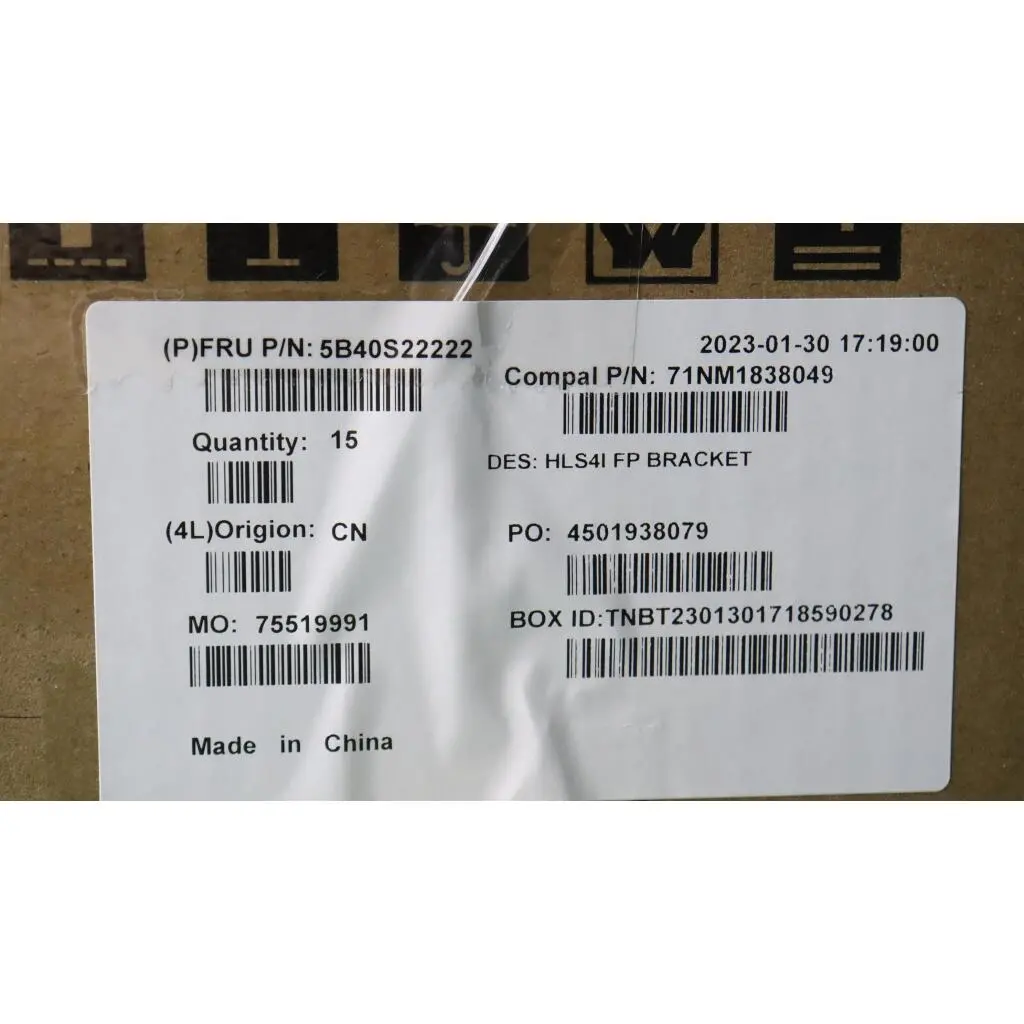 (P)FRU P/N: 5B40S22222
2023-01-30 17:19:00
Compal P/N: 71NM1838049
Quantity: 15
DES: HLS4I FP BRACKET
(4L)Origion: CN
PO: 4501938079
MO: 75519991
BOX ID:TNBT2301301718590278
Made in China